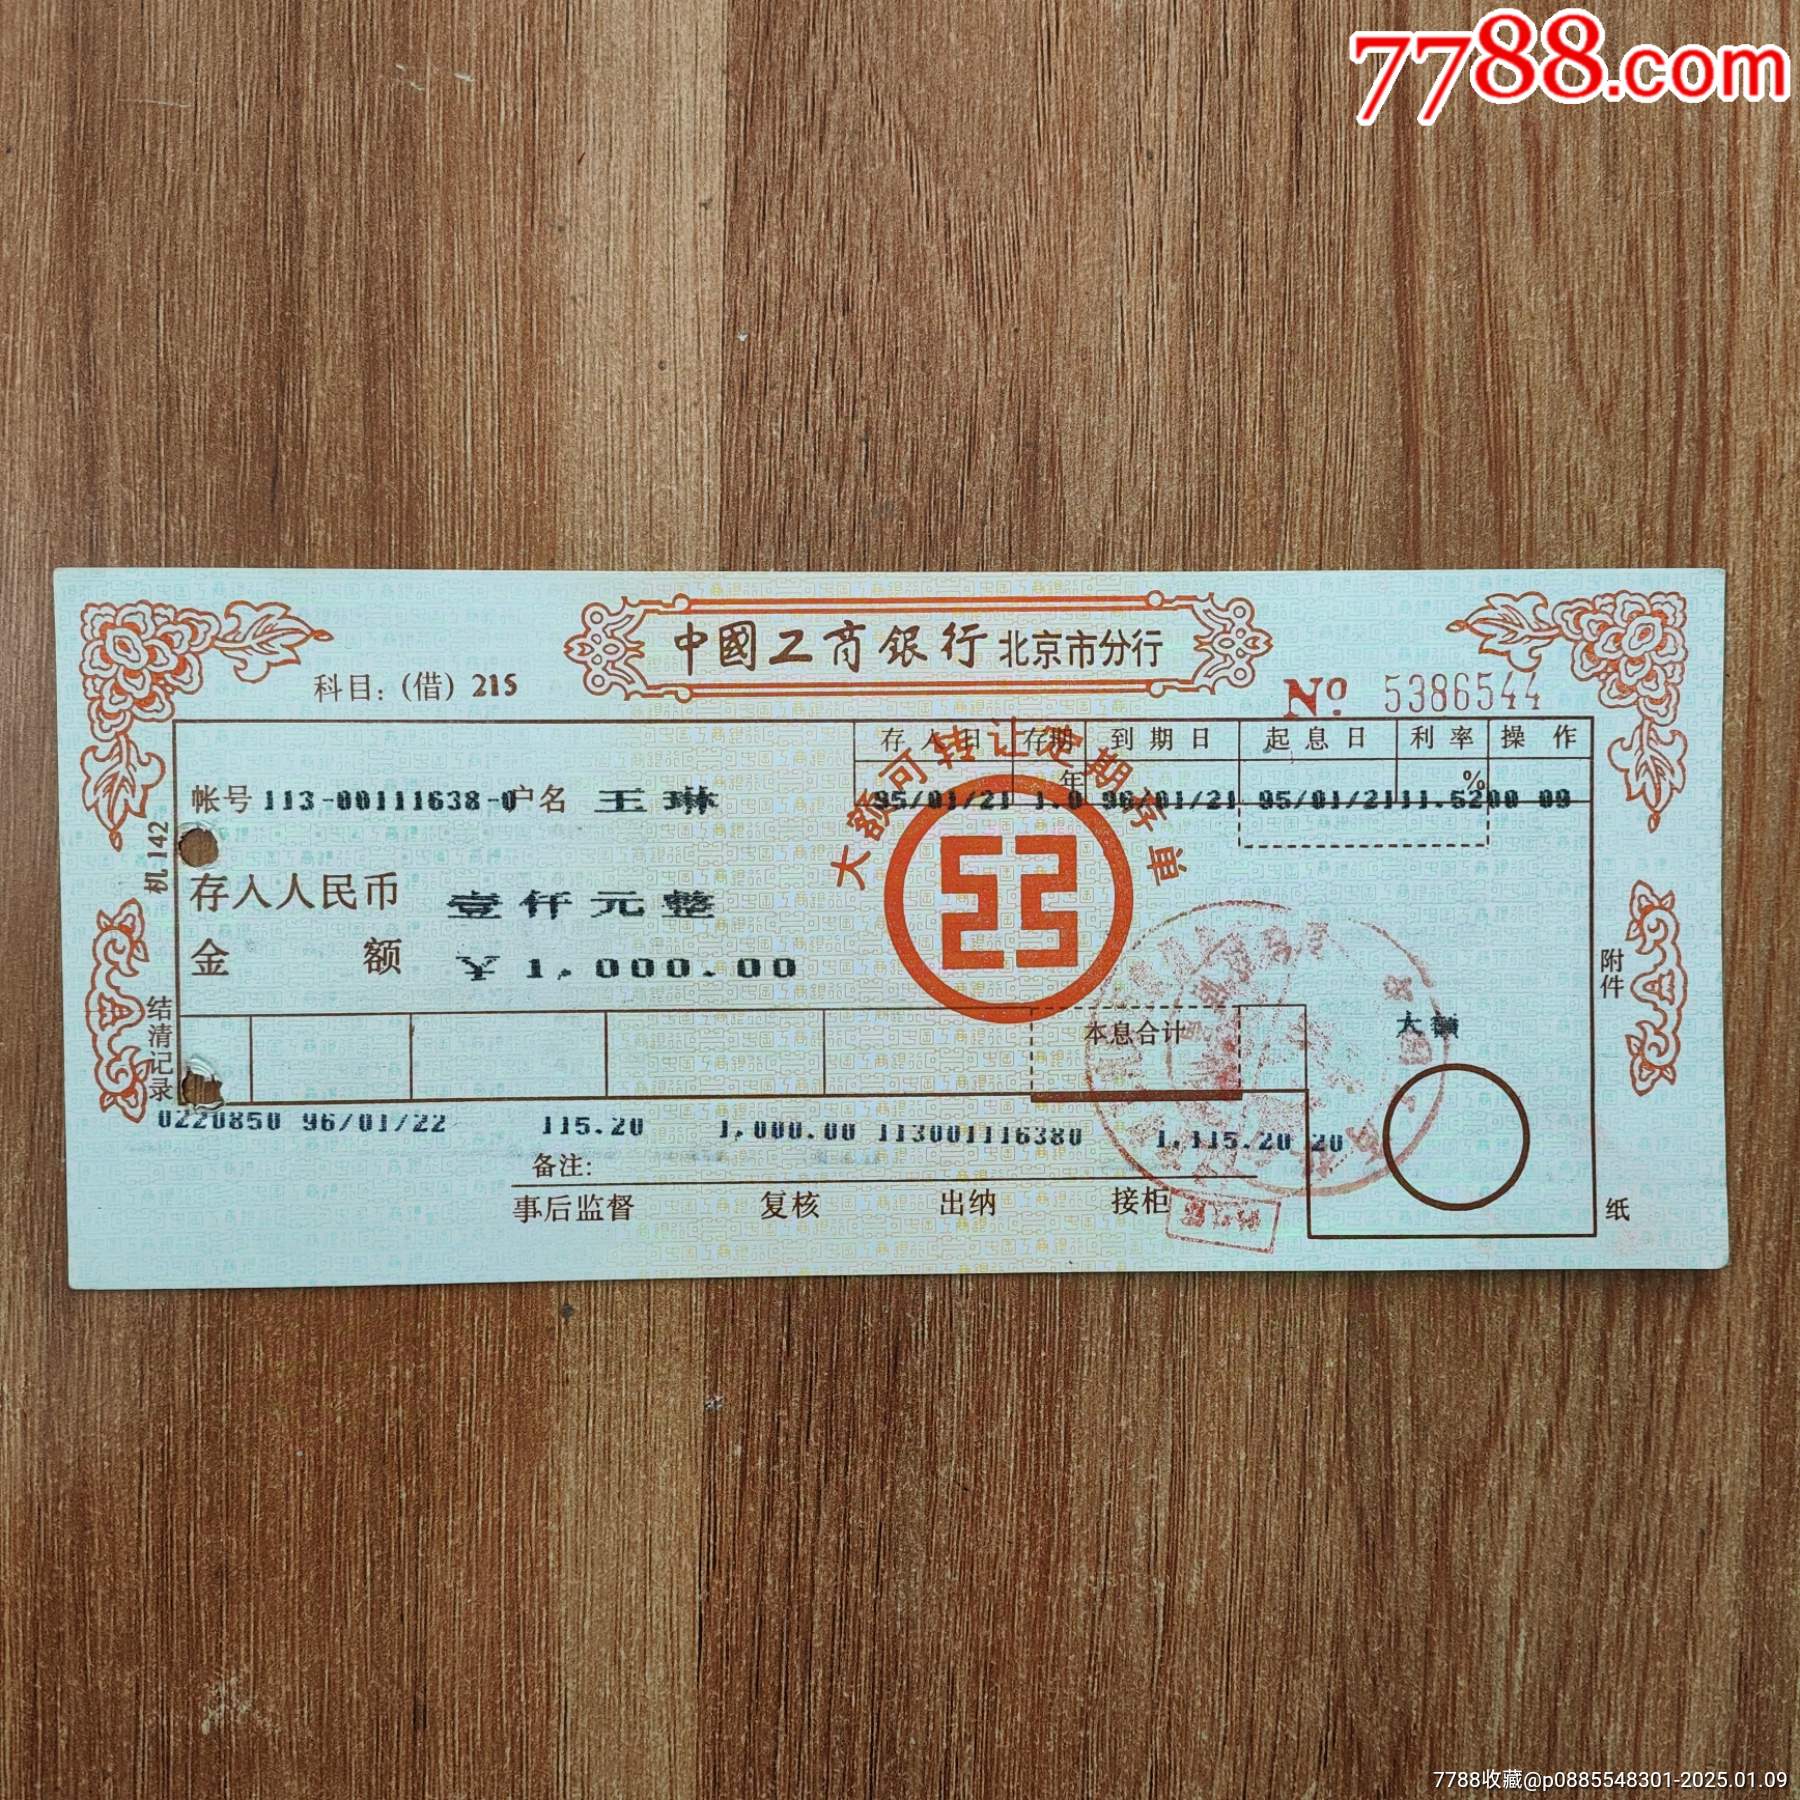 7788.com
中國工商銀行 北京市分行
科目:(借) 215
No 5386544
大额可转让定期存单
存入日 存期 到期日 起息日 利率 操作
年 %
帐号 113-00111638-0 户名 王琳 95/01/21 1.0 96/01/21 95/01/21 11.5200 09
机142
存入人民币 壹仟元整
金额 ¥1,000.00
附件
本息合计
大额
结清记录
0220850 96/01/22 115.20 1,000.00 113001116380 1,115.20 20
备注:
事后监督 复核 出纳 接柜
纸
7788收藏@p0885548301-2025.01.09